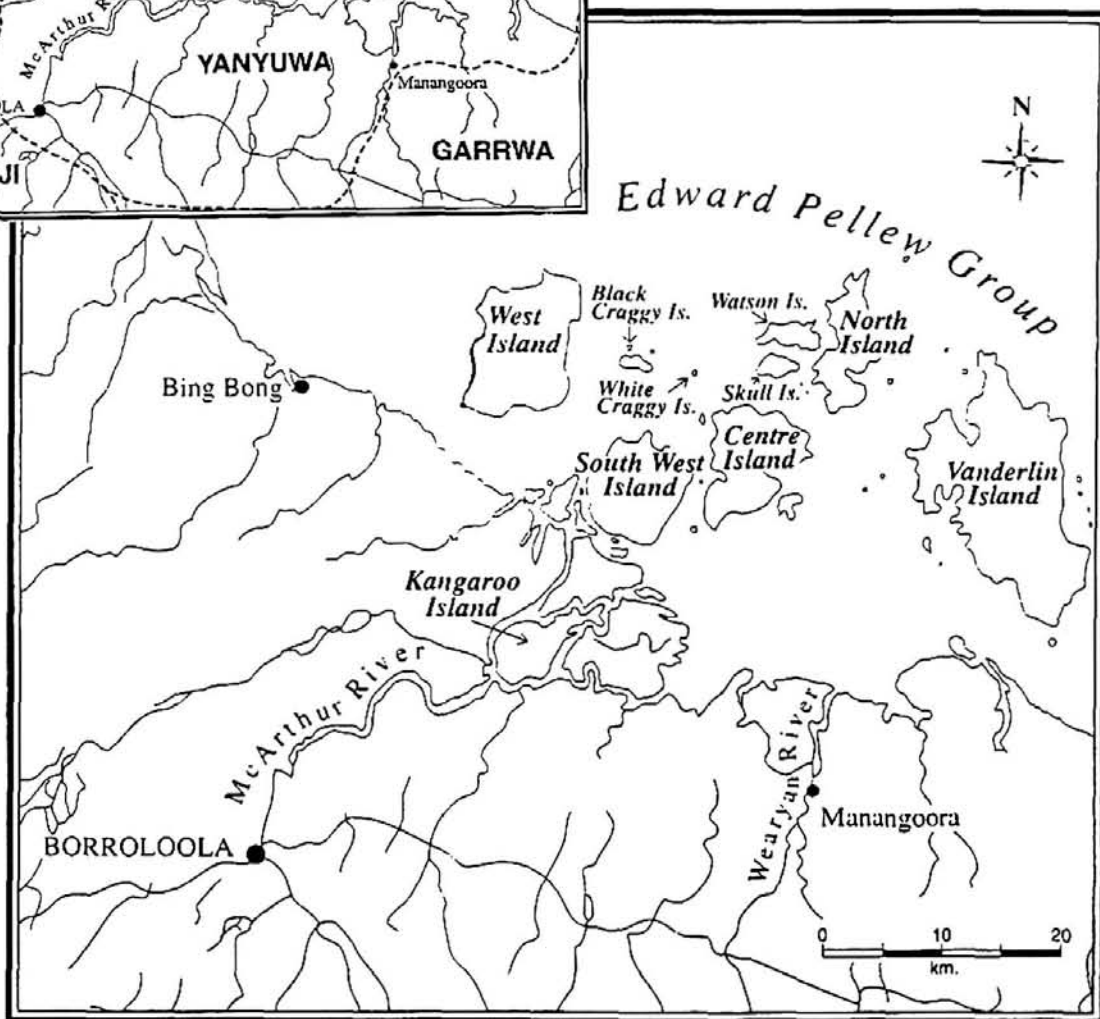 McArthur R
YANYUWA
Manangoora
LA
GARRWA
JI
N
Edward Pellew Group
West
Island
Black
Craggy Is.
Watson Is.
North
Island
Bing Bong
White
Craggy Is.
Skull Is.
Centre
Island
South West
Island
Vanderlin
Island
Kangaroo
Island
McArthur River
Wearyan River
Manangoora
BORROLOOLA
0 10 20
km.